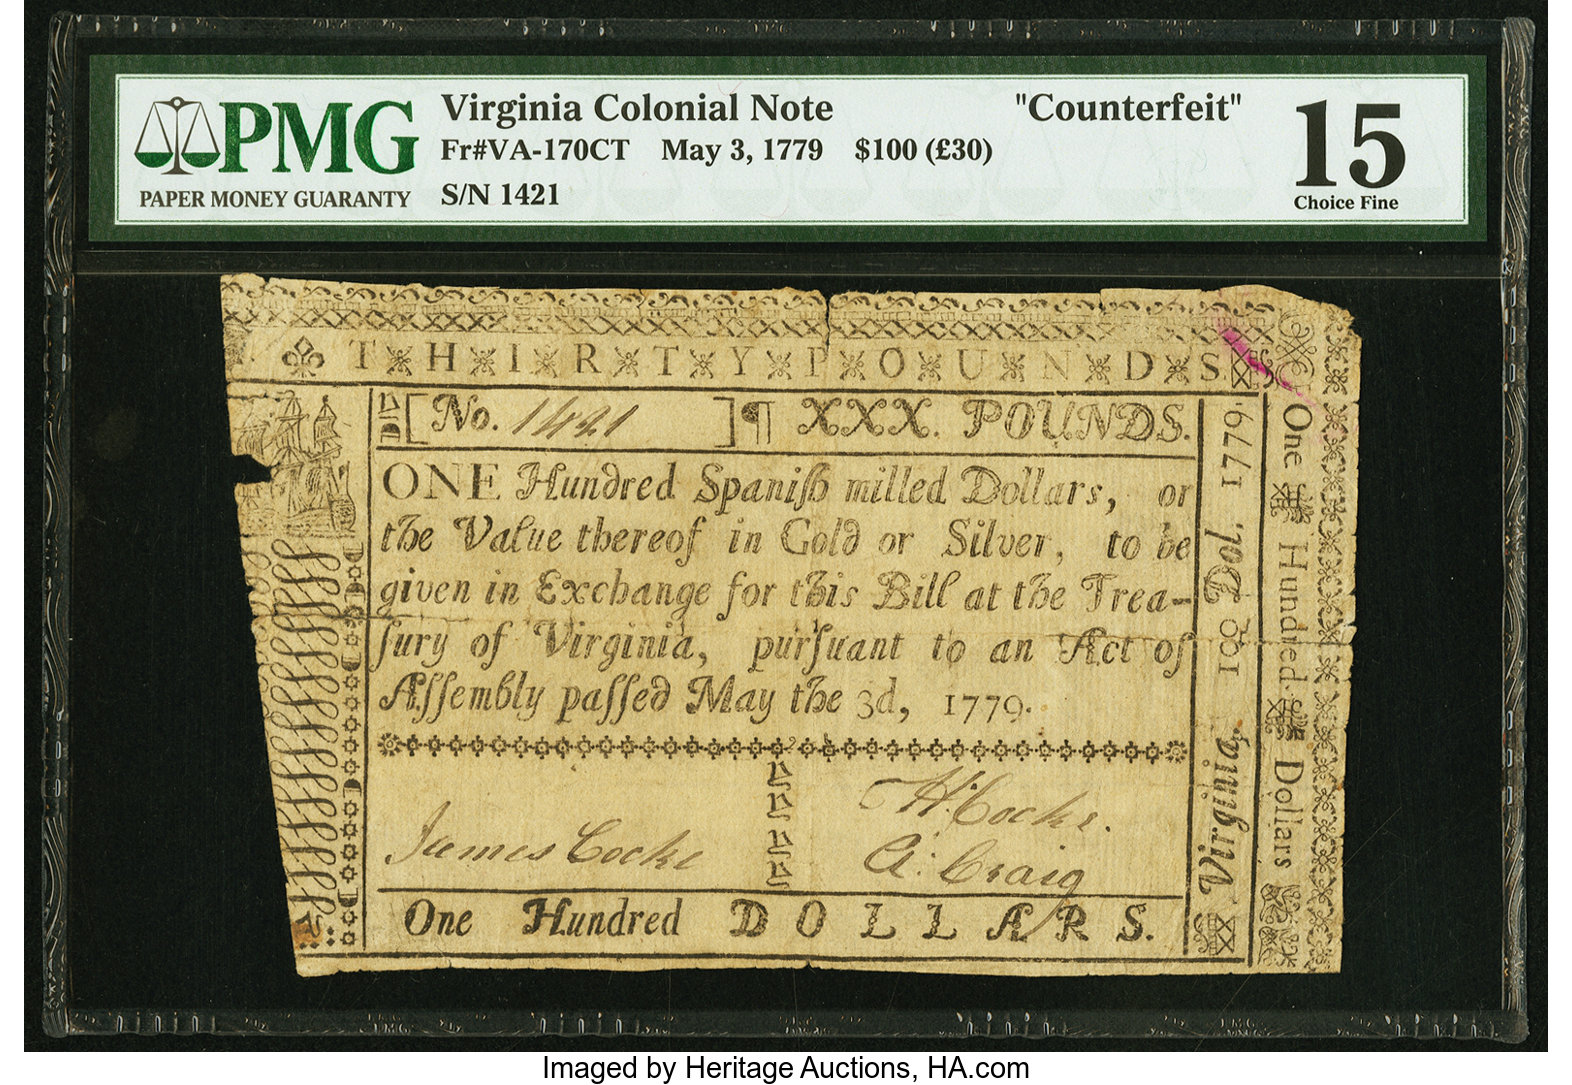 PMG
PAPER MONEY GUARANTY
Virginia Colonial Note "Counterfeit"
Fr#VA-170CT May 3, 1779 $100 (£30)
S/N 1421
15
Choice Fine
THIRTY POUNDS
[No. 1421 ]¶ XXX. POUNDS.
ONE Hundred Spaniſh milled Dollars, or
the Value thereof in Gold or Silver, to be
given in Exchange for this Bill at the Trea-
ſury of Virginia, purſuant to an Act of
Aſſembly paſſed May the 3d, 1779.
H. Cocke.
James Cocke
A: Craig
One Hundred DOLLARS.
Virginia 100 Dol. 1779.
One Hundred Dollars
Imaged by Heritage Auctions, HA.com